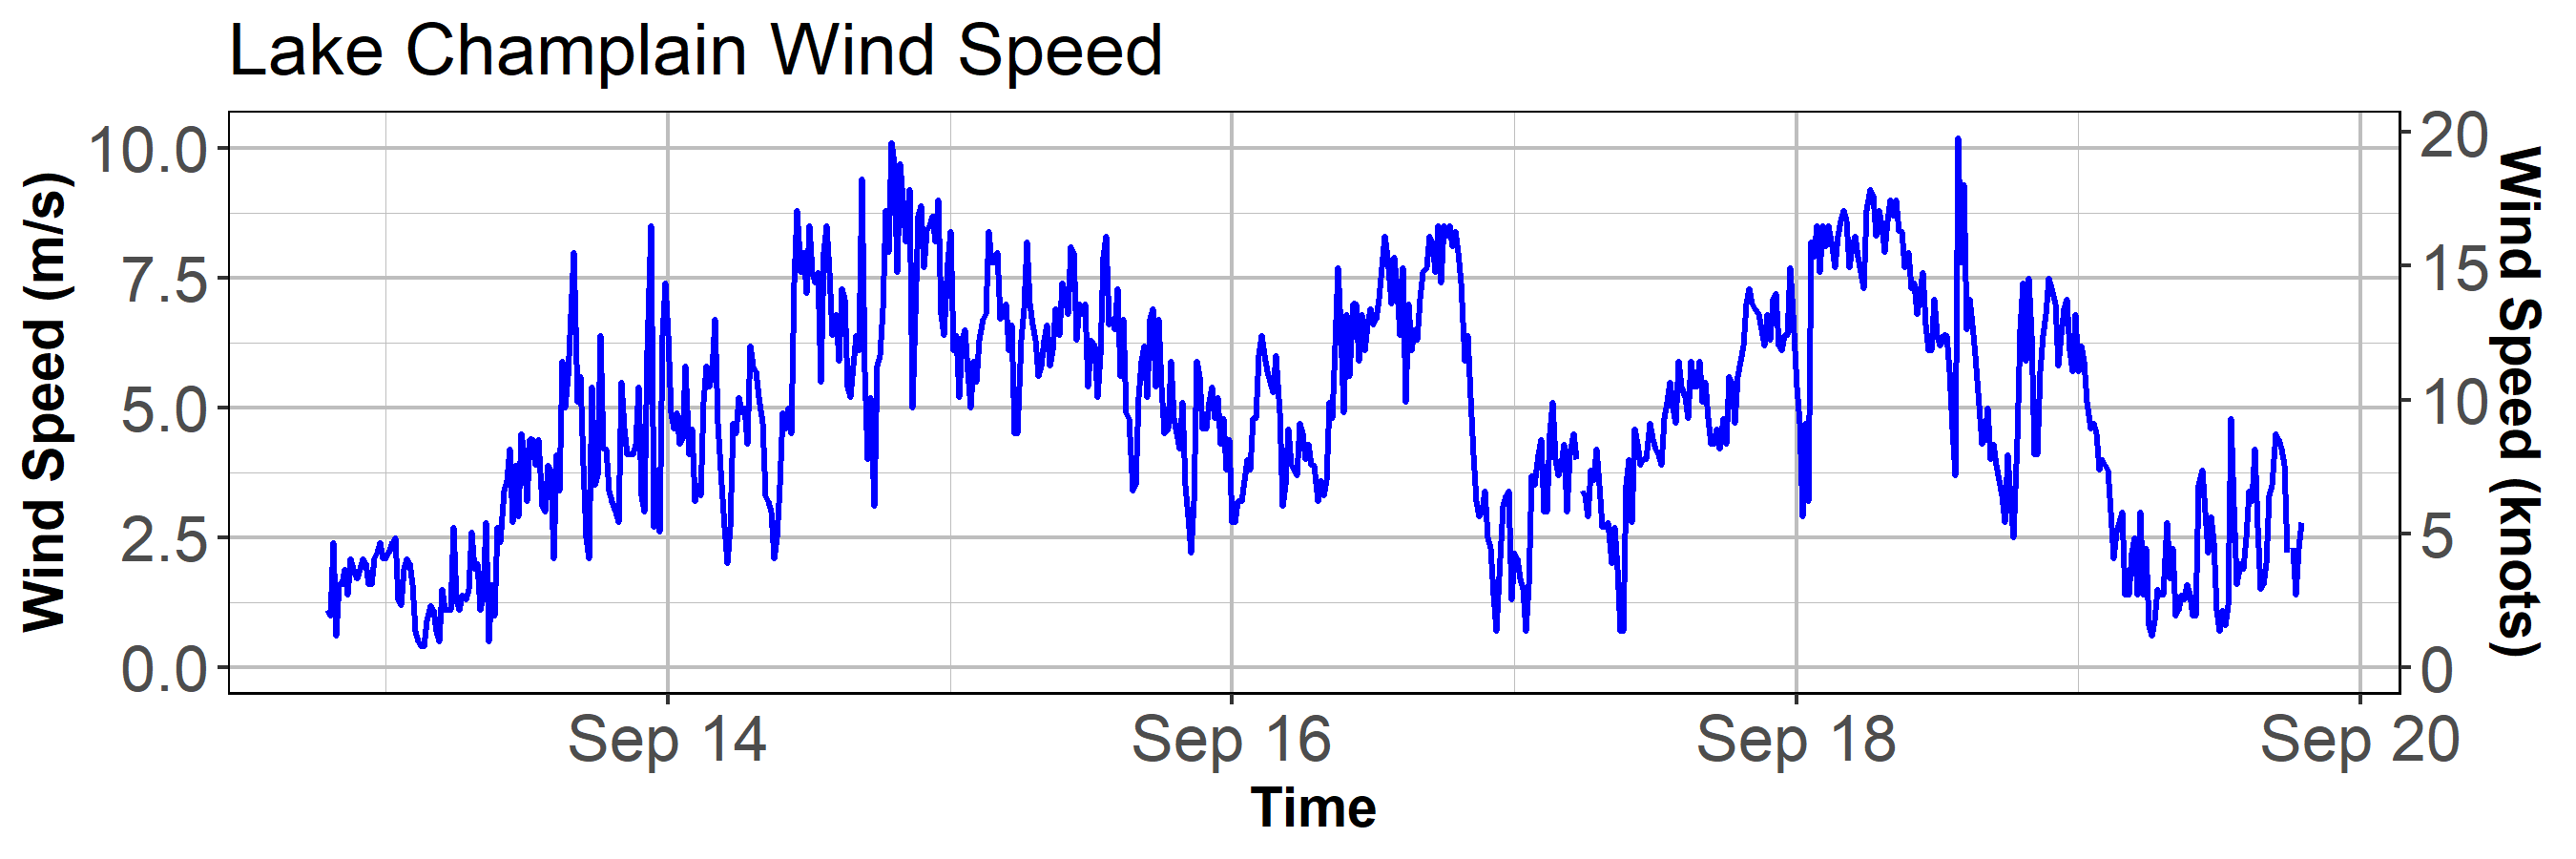 Lake Champlain Wind Speed
Wind Speed (m/s)
10.0
7.5
5.0
2.5
0.0
20
15
10
5
0
Wind Speed (knots)
Sep 14
Sep 16
Sep 18
Sep 20
Time